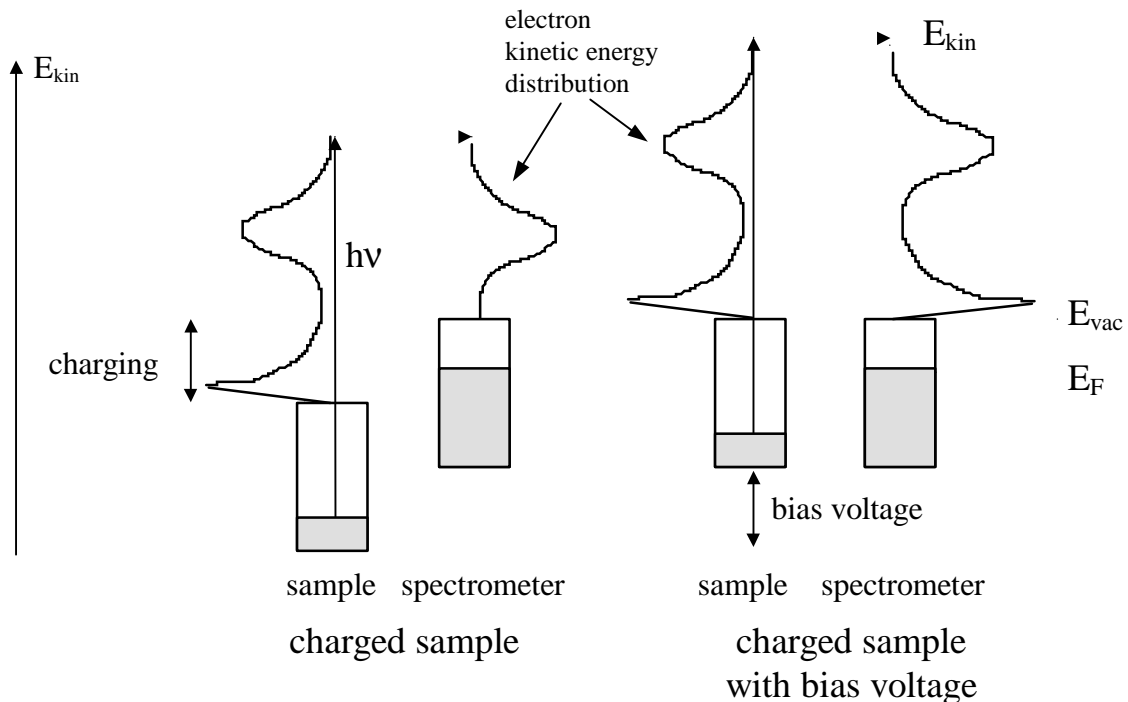 electron
kinetic energy
distribution
E_kin
E_kin
hν
charging
E_vac
E_F
bias voltage
sample spectrometer
sample spectrometer
charged sample
charged sample
with bias voltage